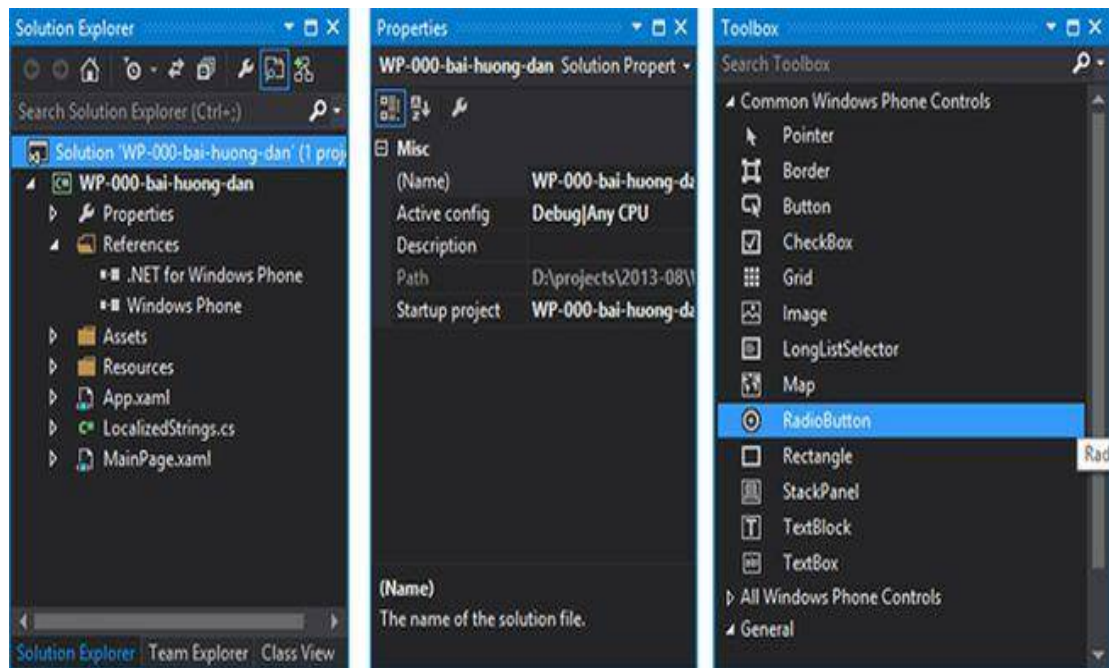 Solution Explorer
Search Solution Explorer (Ctrl+;)
Solution 'WP-000-bai-huong-dan' (1 proj
WP-000-bai-huong-dan
Properties
References
.NET for Windows Phone
Windows Phone
Assets
Resources
App.xaml
LocalizedStrings.cs
MainPage.xaml
Solution Explorer Team Explorer Class View
Properties
WP-000-bai-huong-dan Solution Propert
Misc
(Name) WP-000-bai-huong-da
Active config Debug|Any CPU
Description
Path D:\projects\2013-08\
Startup project WP-000-bai-huong-da
(Name)
The name of the solution file.
Toolbox
Search Toolbox
Common Windows Phone Controls
Pointer
Border
Button
CheckBox
Grid
Image
LongListSelector
Map
RadioButton
Rad
Rectangle
StackPanel
TextBlock
TextBox
All Windows Phone Controls
General